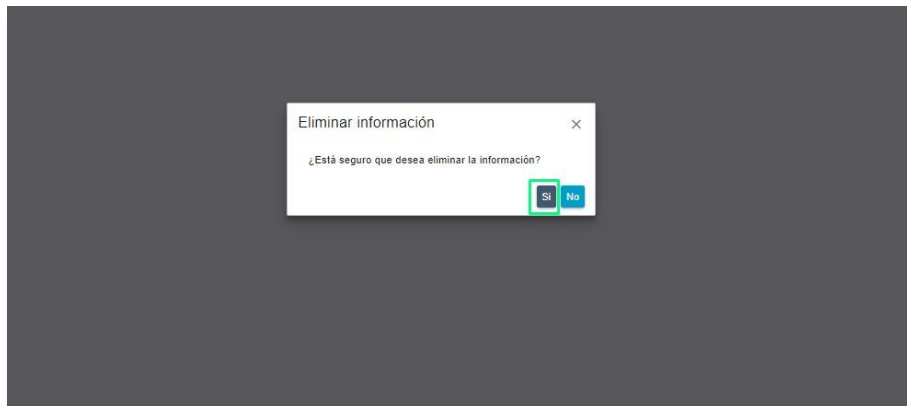 Eliminar información
¿Está seguro que desea eliminar la información?
Si No